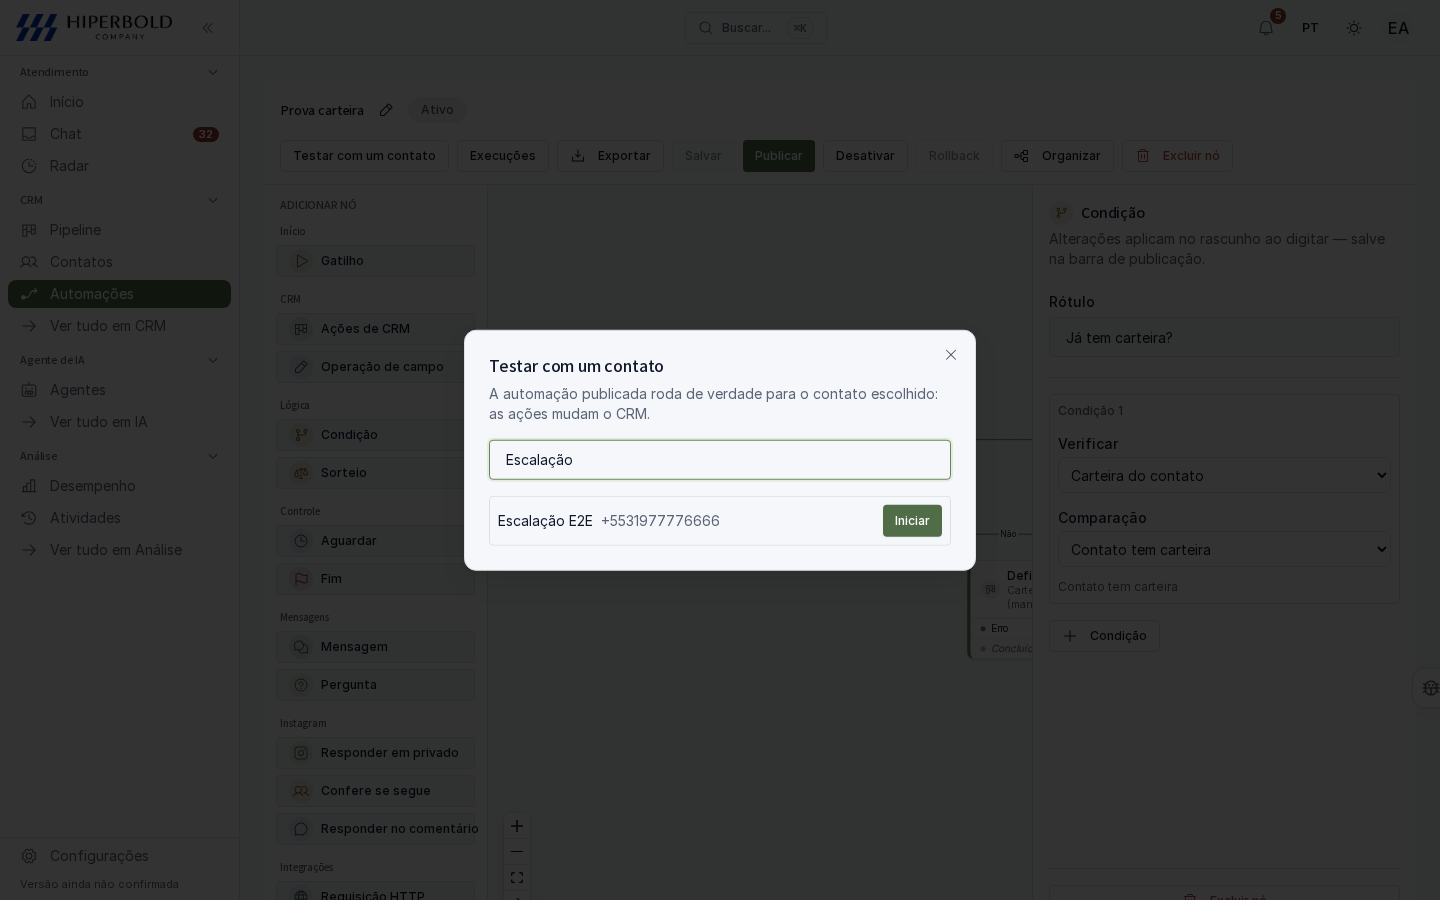 HIPERBOLD
COMPANY
Buscar...
⌘K
5
PT
EA
Atendimento
Início
Chat
32
Radar
CRM
Pipeline
Contatos
Automações
Ver tudo em CRM
Agente de IA
Agentes
Ver tudo em IA
Análise
Desempenho
Atividades
Ver tudo em Análise
Configurações
Versão ainda não confirmada
Prova carteira
Ativo
Testar com um contato
Execuções
Exportar
Salvar
Publicar
Desativar
Rollback
Organizar
Excluir nó
ADICIONAR NÓ
Início
Gatilho
CRM
Ações de CRM
Operação de campo
Lógica
Condição
Sorteio
Controle
Aguardar
Fim
Mensagens
Mensagem
Pergunta
Instagram
Responder em privado
Confere se segue
Responder no comentário
Integrações
Requisição HTTP
Testar com um contato
A automação publicada roda de verdade para o contato escolhido:
as ações mudam o CRM.
Escalação
Escalação E2E +5531977776666
Iniciar
Não
Defi
Carte
(man
Erro
Concluíd
Condição
Alterações aplicam no rascunho ao digitar — salve
na barra de publicação.
Rótulo
Já tem carteira?
Condição 1
Verificar
Carteira do contato
Comparação
Contato tem carteira
Contato tem carteira
Condição
Excluir nó